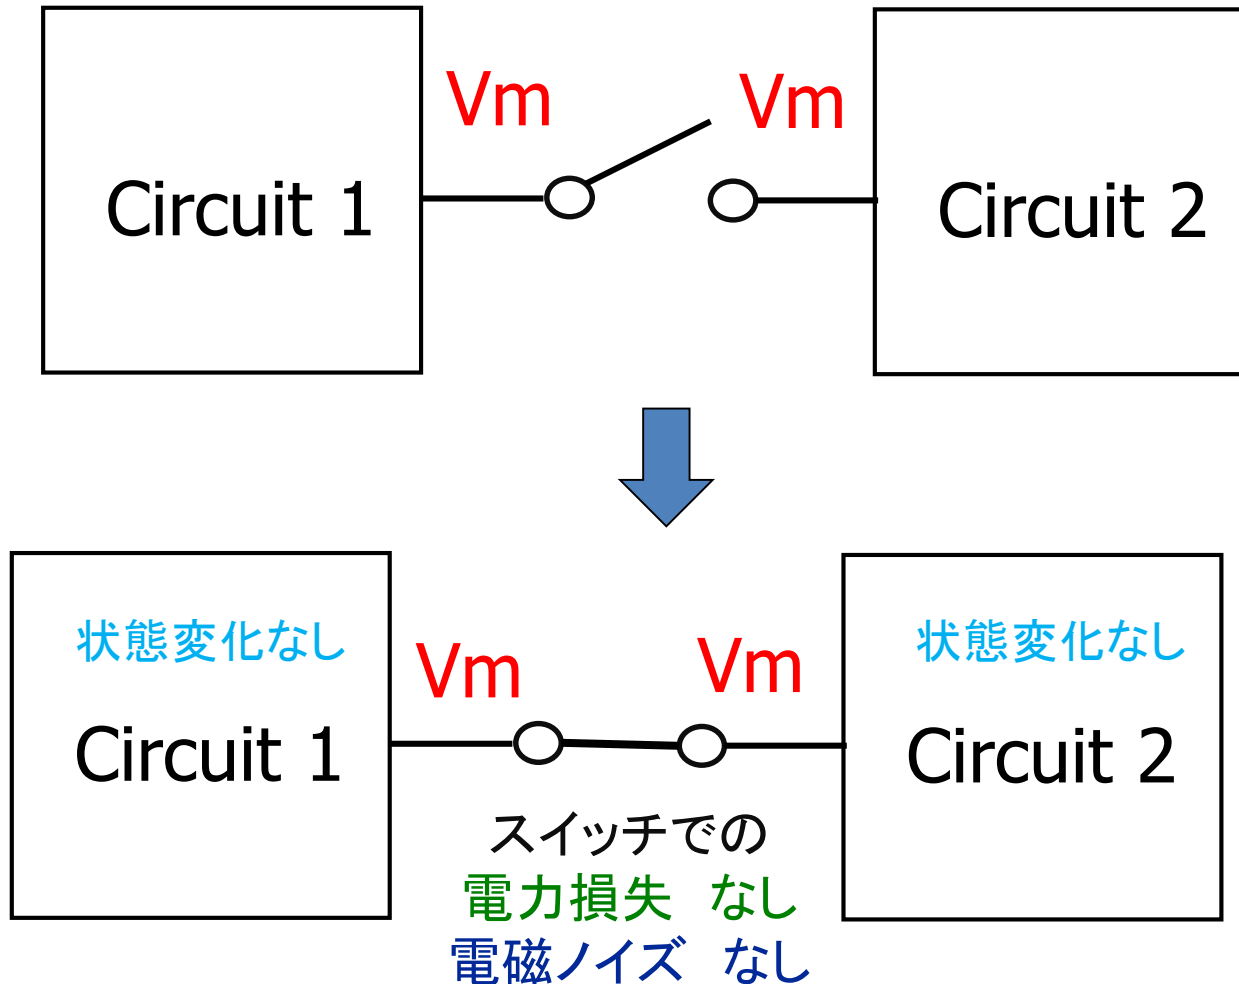 Vm Vm
Circuit 1 Circuit 2
状態変化なし 状態変化なし
Vm Vm
Circuit 1 Circuit 2
スイッチでの
電力損失 なし
電磁ノイズ なし